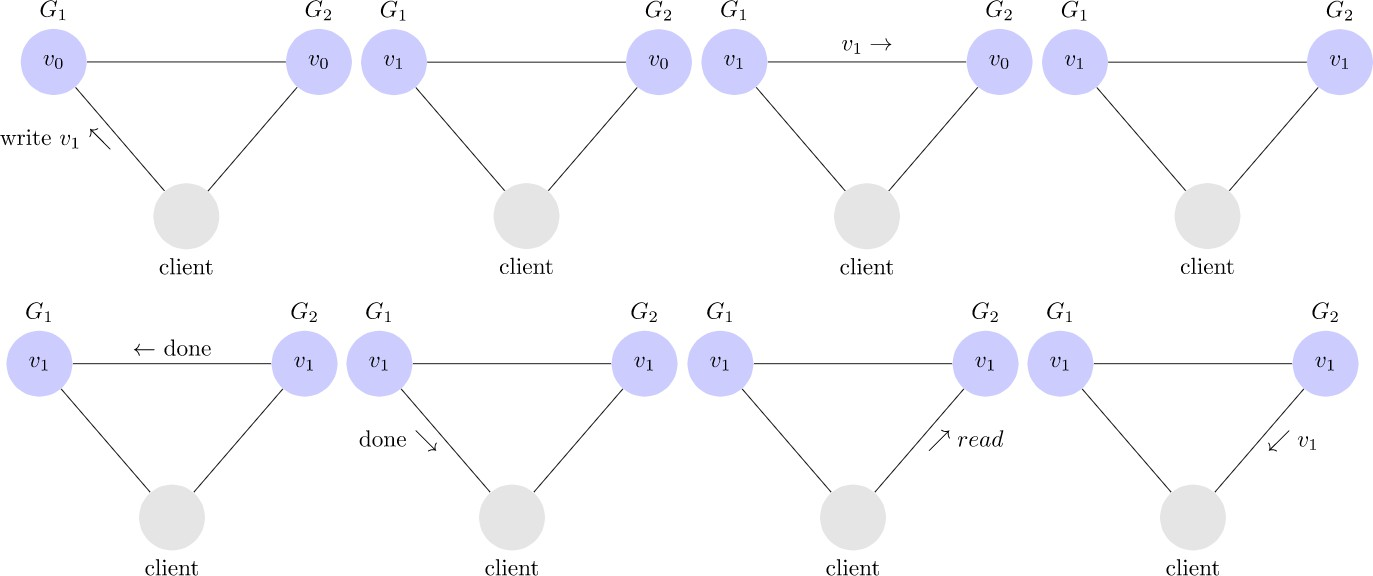 G₁ G₂ G₁ G₂ G₁ G₂ G₁ G₂
v₁ →
v₀ v₀ v₁ v₀ v₁ v₀ v₁ v₁
write v₁ ↖
client client client client
G₁ G₂ G₁ G₂ G₁ G₂ G₁ G₂
← done
v₁ v₁ v₁ v₁ v₁ v₁ v₁ v₁
done ↘ ↗ read ↙ v₁
client client client client